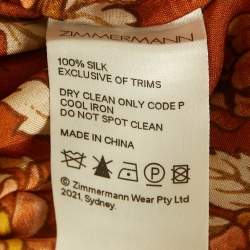 ZIMMERMANN
100% SILK
EXCLUSIVE OF TRIMS
DRY CLEAN ONLY CODE P
COOL IRON
DO NOT SPOT CLEAN
MADE IN CHINA
© Zimmermann Wear Pty Ltd
2021, Sydney.